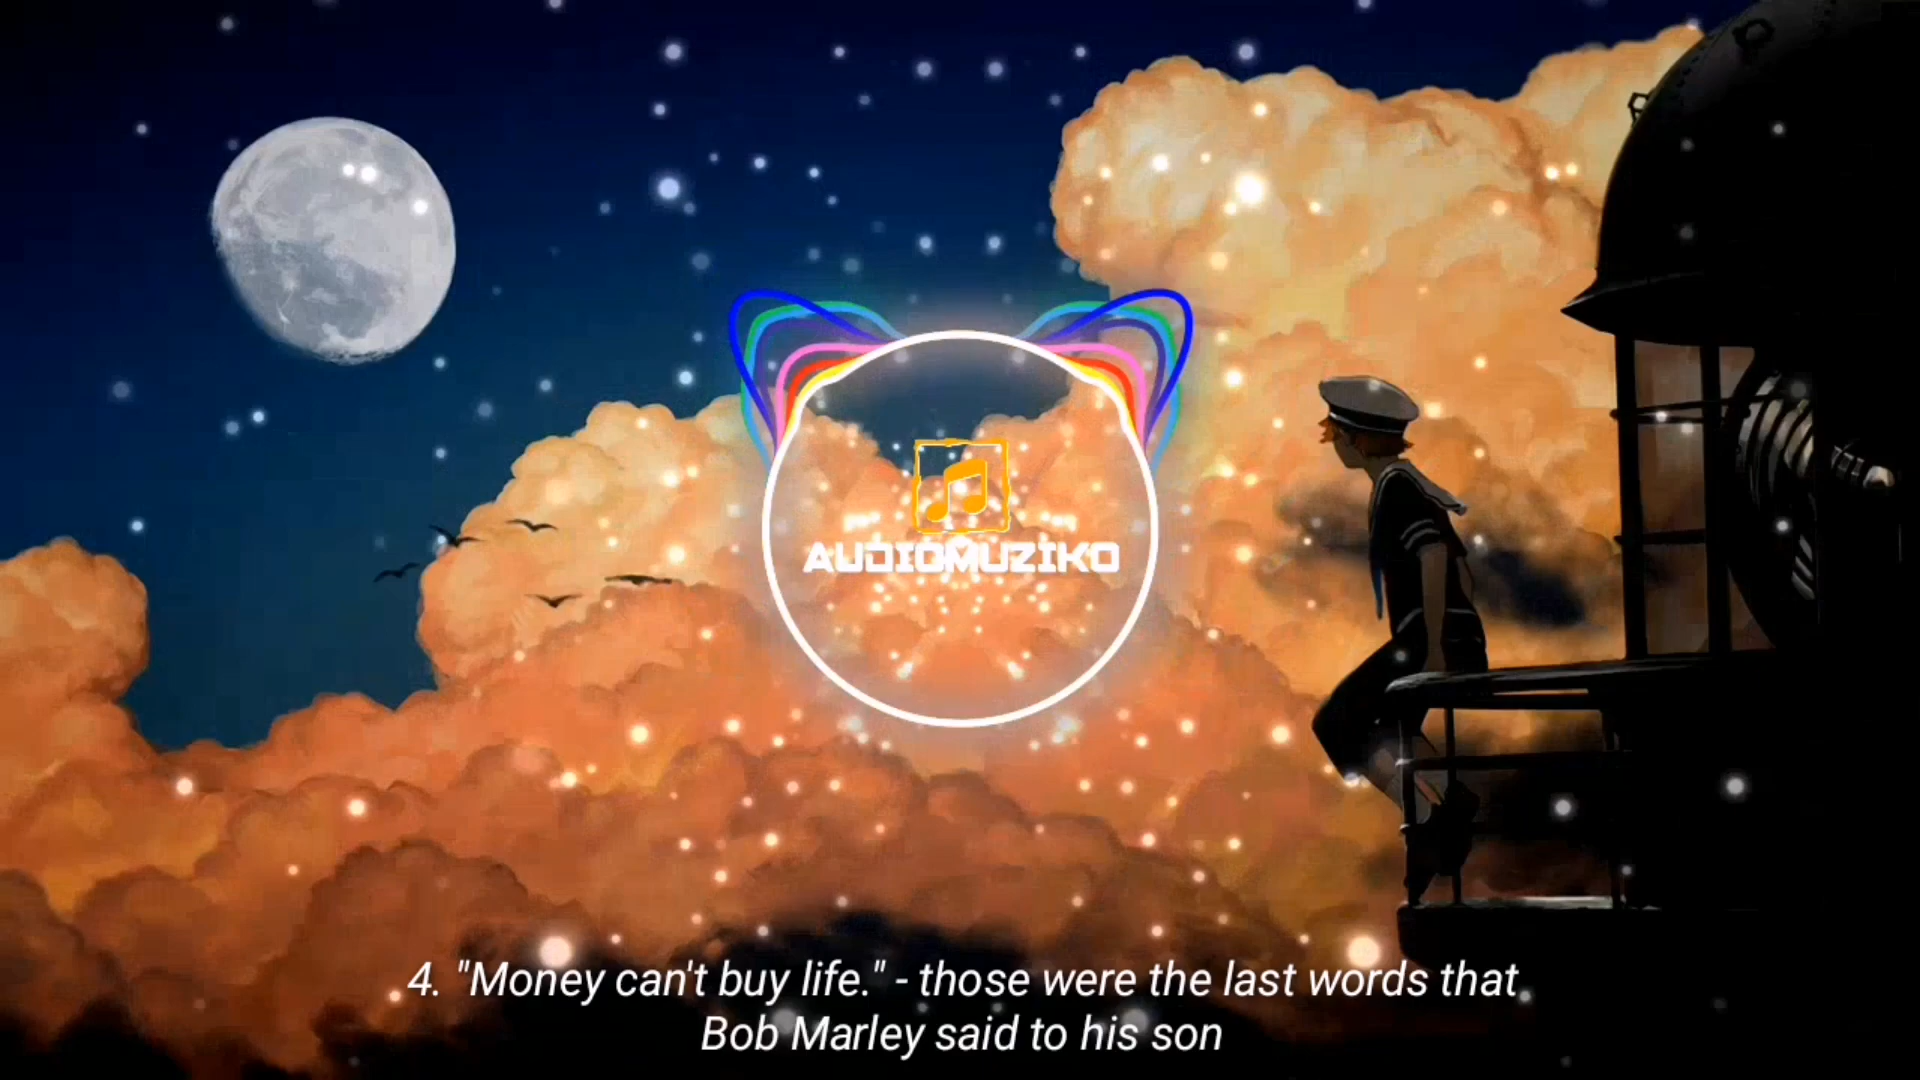 AUDIOMUZIKO
4. "Money can't buy life." - those were the last words that
Bob Marley said to his son